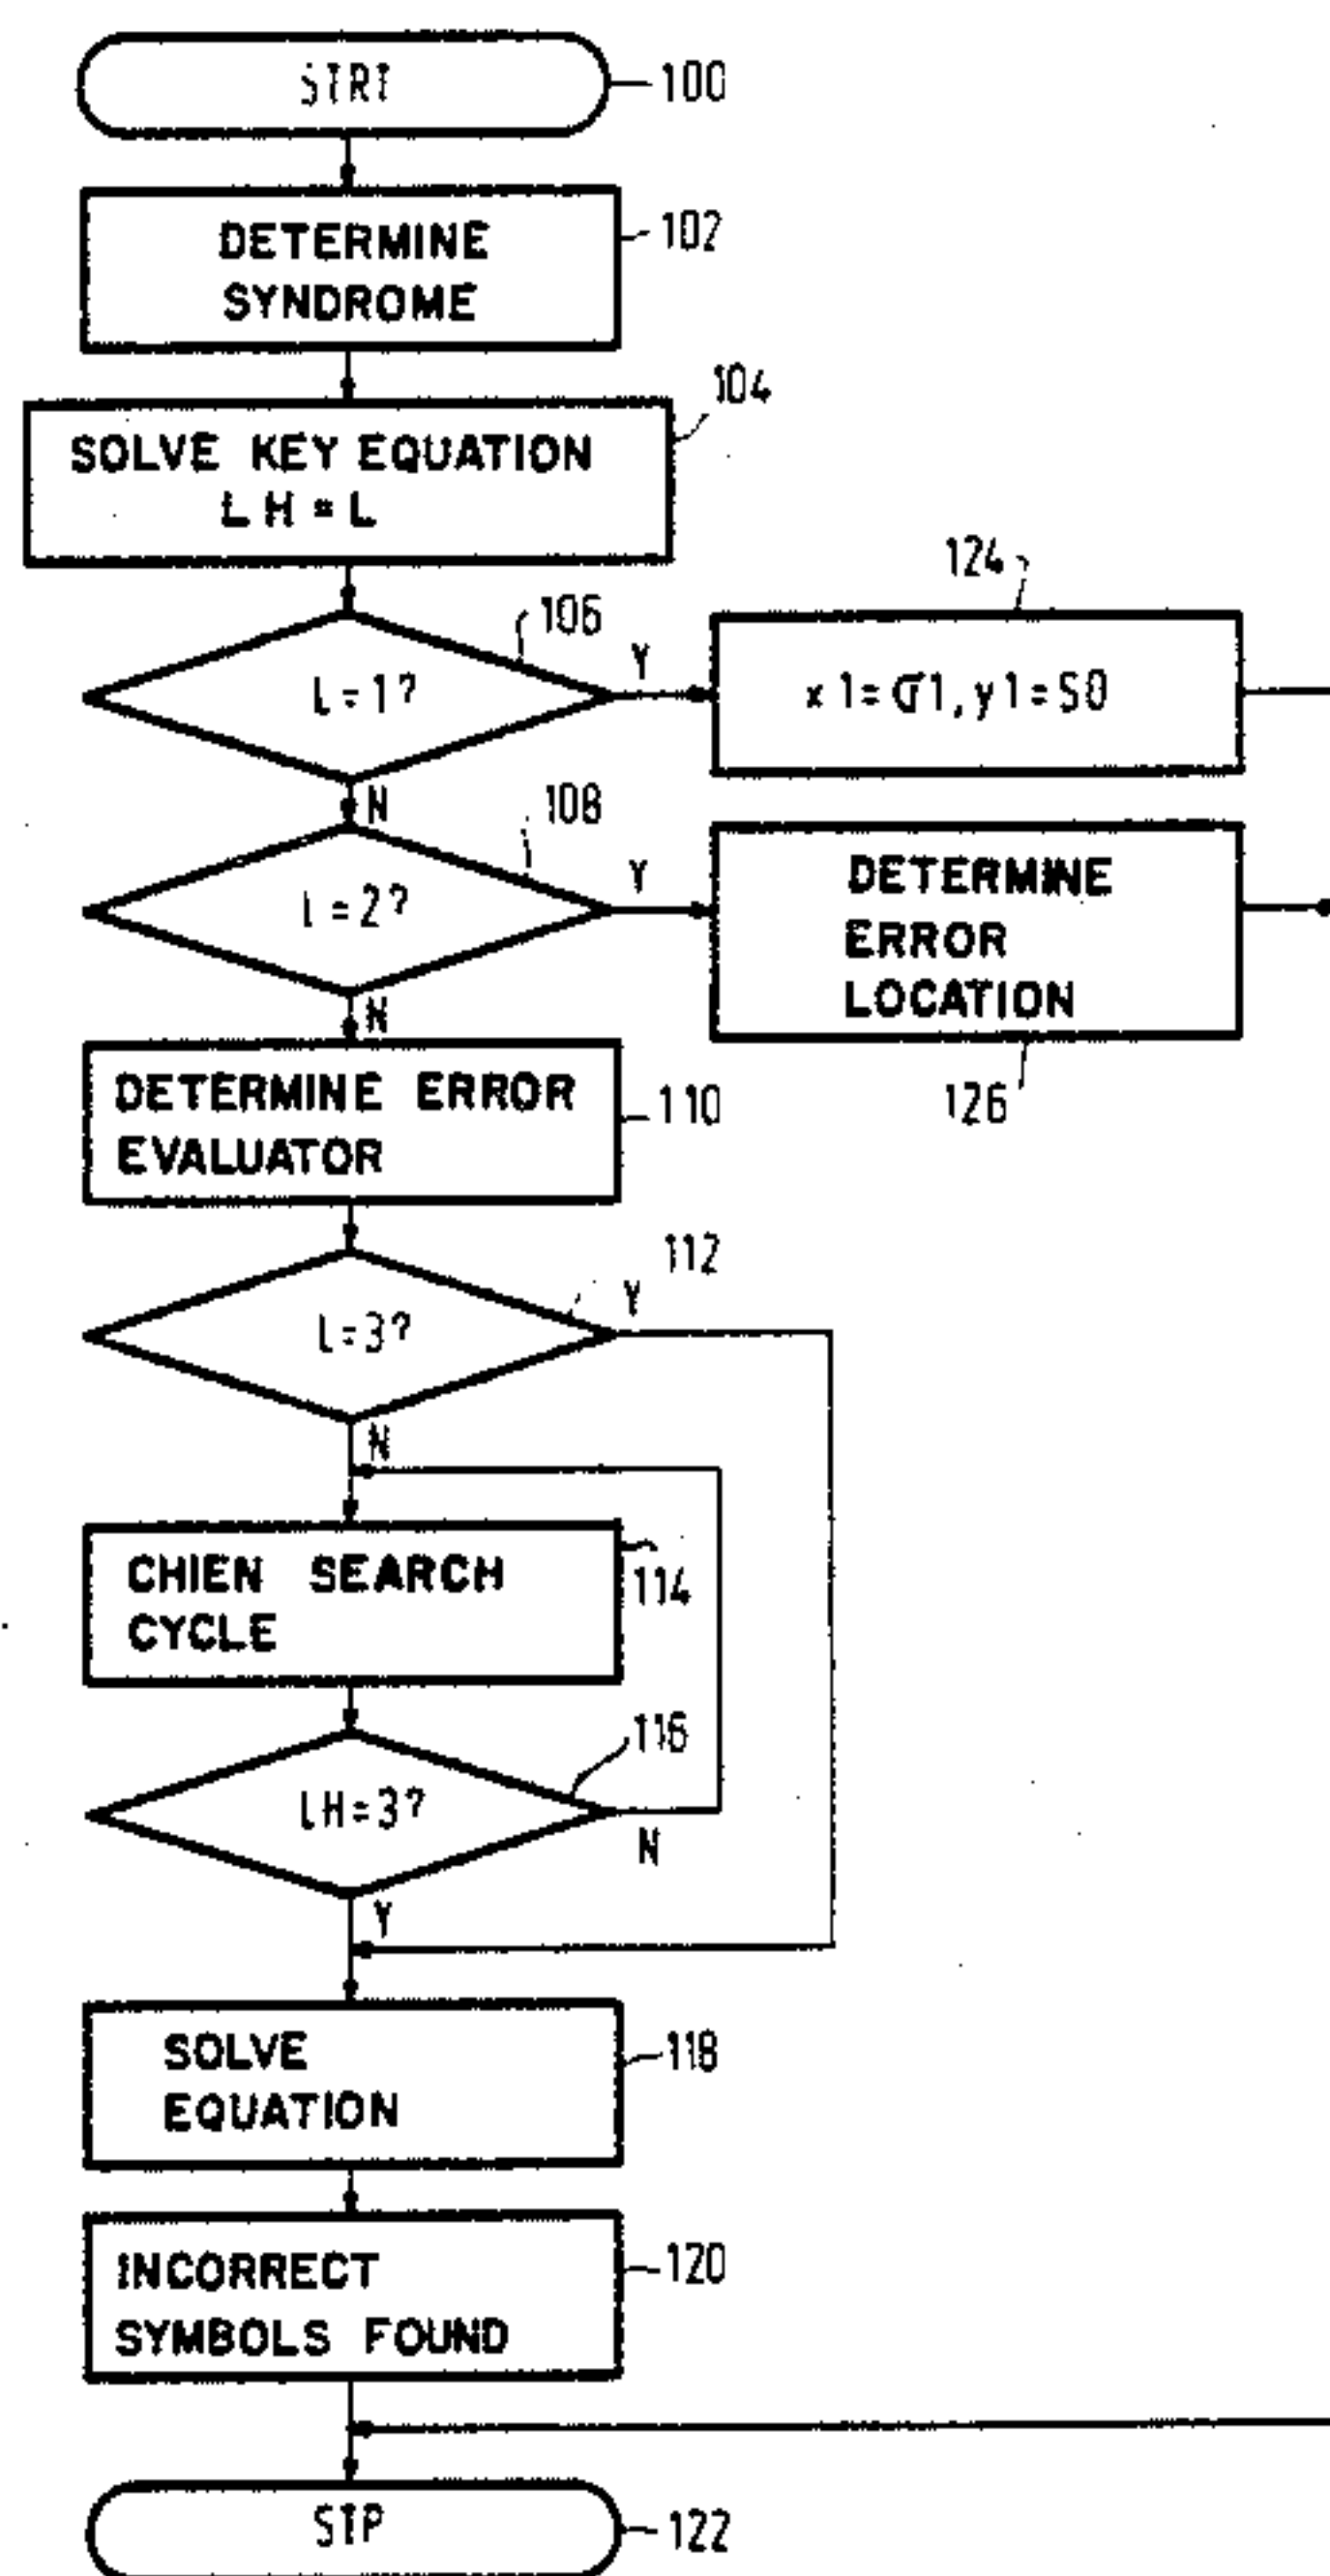 STRT
100
DETERMINE
SYNDROME
102
104
SOLVE KEY EQUATION
LH = L
106
L=1?
Y
124
x1=σ1, y1=S0
N
108
L=2?
Y
DETERMINE
ERROR
LOCATION
126
N
DETERMINE ERROR
EVALUATOR
110
112
L=3?
Y
N
CHIEN SEARCH
CYCLE
114
116
LH=3?
N
Y
SOLVE
EQUATION
118
INCORRECT
SYMBOLS FOUND
120
STP
122